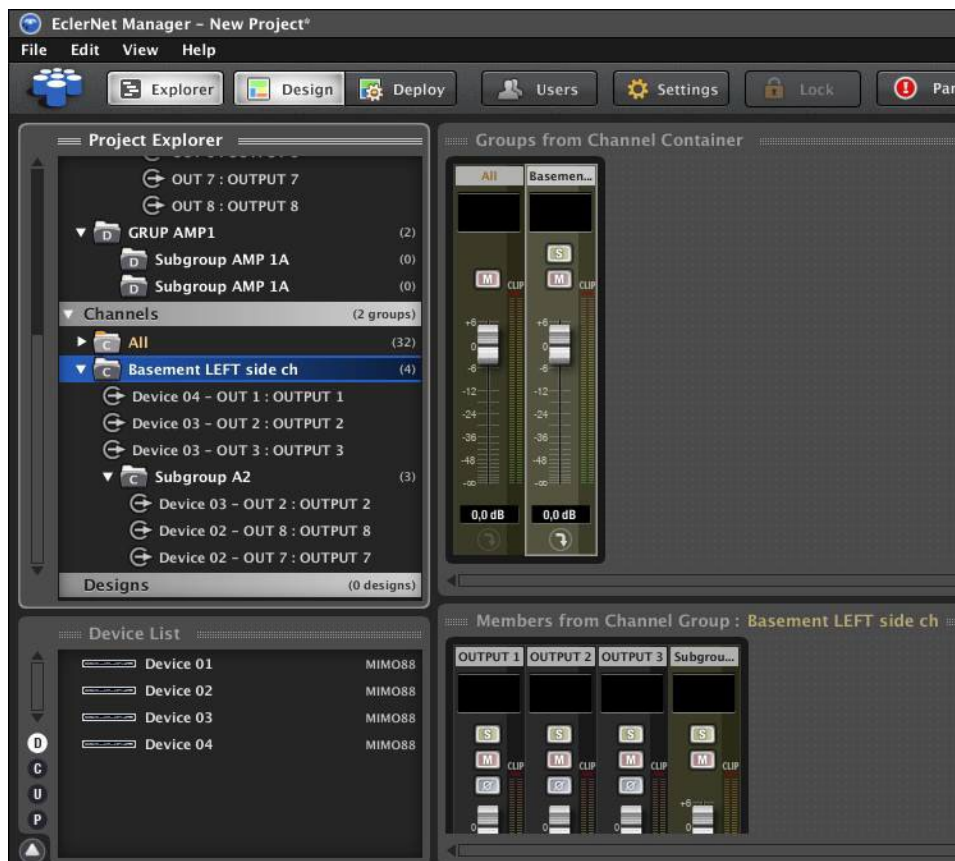 EclerNet Manager – New Project*
File Edit View Help
Explorer Design Deploy Users Settings Lock
Project Explorer
OUT 7 : OUTPUT 7
OUT 8 : OUTPUT 8
D GRUP AMP1 (2)
D Subgroup AMP 1A (0)
D Subgroup AMP 1A (0)
Channels (2 groups)
C All (32)
C Basement LEFT side ch (4)
Device 04 – OUT 1 : OUTPUT 1
Device 03 – OUT 2 : OUTPUT 2
Device 03 – OUT 3 : OUTPUT 3
C Subgroup A2 (3)
Device 03 – OUT 2 : OUTPUT 2
Device 02 – OUT 8 : OUTPUT 8
Device 02 – OUT 7 : OUTPUT 7
Designs (0 designs)
Groups from Channel Container
All Basemen...
S
M CLIP M CLIP
+6 +6
0 0
-6 -6
-12 -12
-24 -24
-36 -36
-48 -48
-∞ -∞
0,0 dB 0,0 dB
Device List
Device 01 MIMO88
Device 02 MIMO88
Device 03 MIMO88
Device 04 MIMO88
D
C
U
P
Members from Channel Group : Basement LEFT side ch
OUTPUT 1 OUTPUT 2 OUTPUT 3 Subgrou...
S S S S
M CLIP M CLIP M CLIP M CLIP
Ø Ø Ø
+6
0 0 0 0